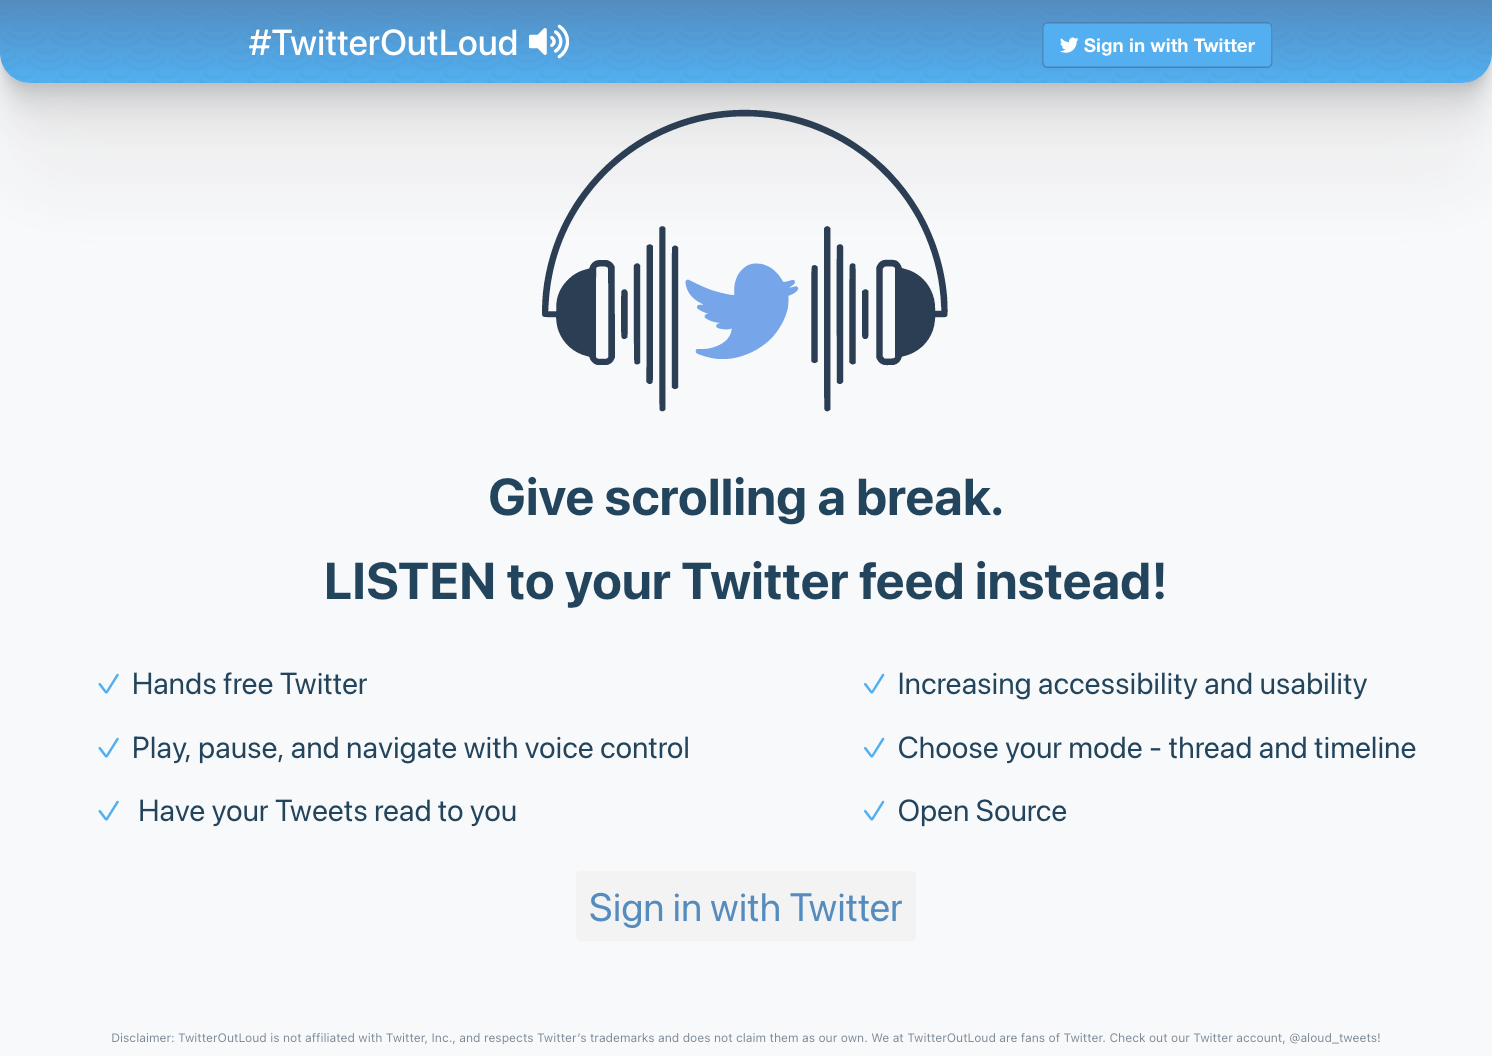 #TwitterOutLoud
Sign in with Twitter
Give scrolling a break.
LISTEN to your Twitter feed instead!
Hands free Twitter
Play, pause, and navigate with voice control
Have your Tweets read to you
Increasing accessibility and usability
Choose your mode - thread and timeline
Open Source
Sign in with Twitter
Disclaimer: TwitterOutLoud is not affiliated with Twitter, Inc., and respects Twitter's trademarks and does not claim them as our own. We at TwitterOutLoud are fans of Twitter. Check out our Twitter account, @aloud_tweets!